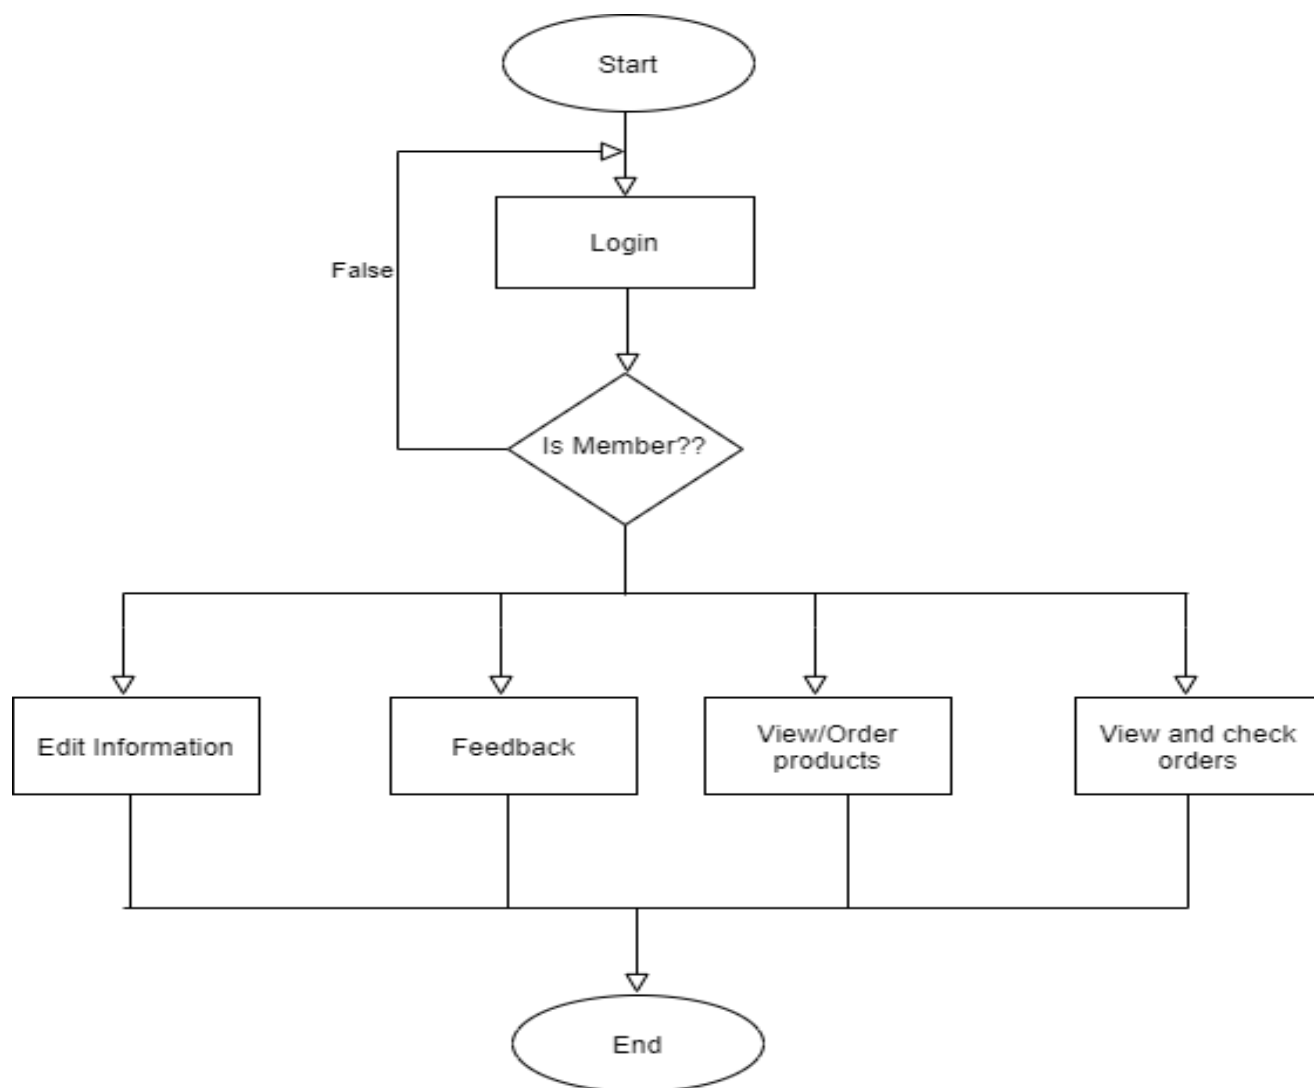 Start
Login
False
Is Member??
Edit Information
Feedback
View/Order
products
View and check
orders
End